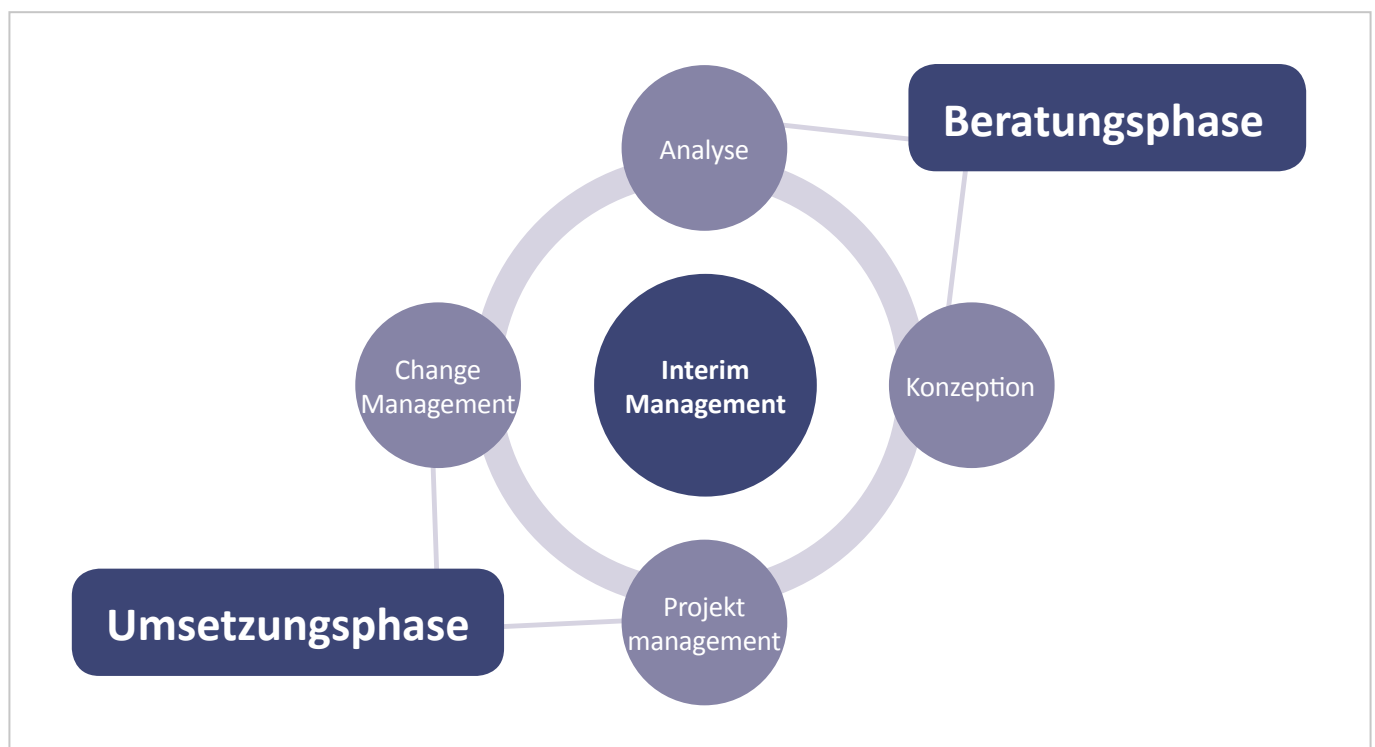 Analyse
Beratungsphase
Change
Management
Interim
Management
Konzeption
Umsetzungsphase
Projekt
management